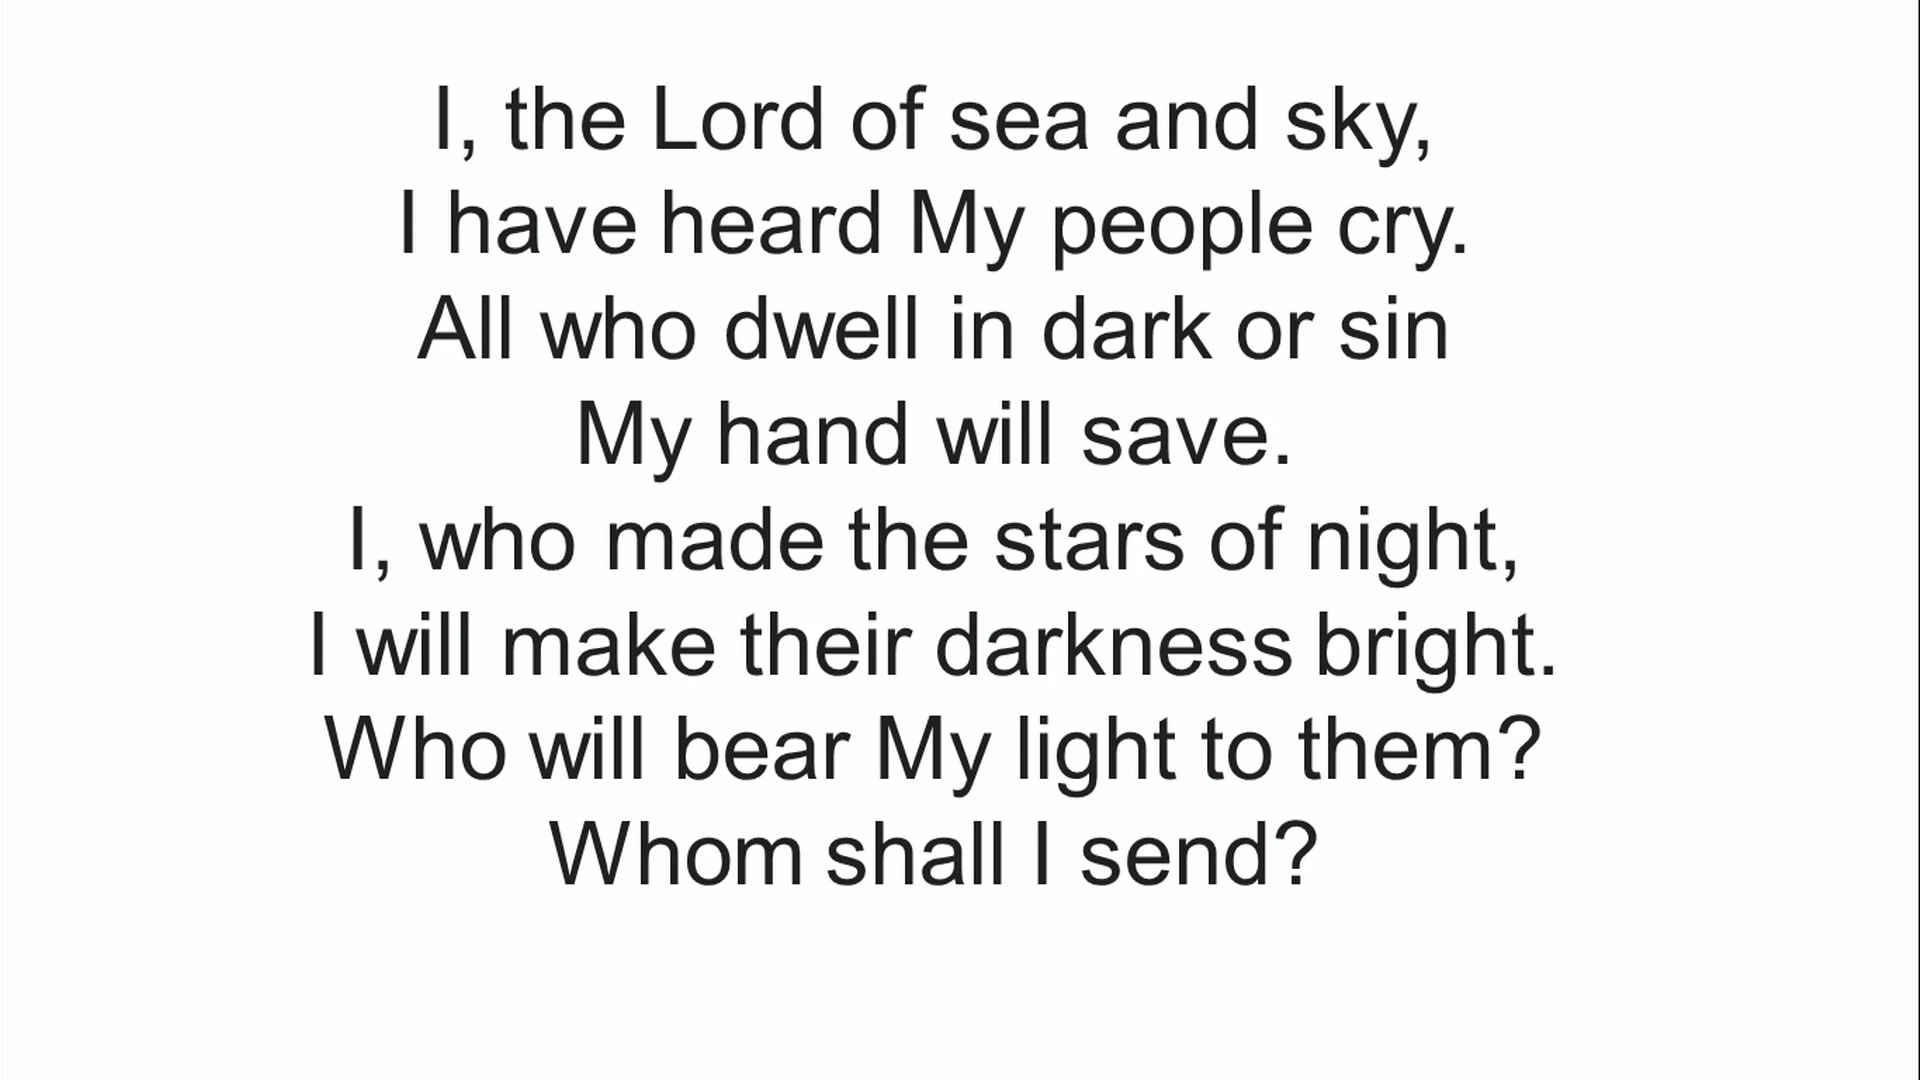 I, the Lord of sea and sky,
I have heard My people cry.
All who dwell in dark or sin
My hand will save.
I, who made the stars of night,
I will make their darkness bright.
Who will bear My light to them?
Whom shall I send?